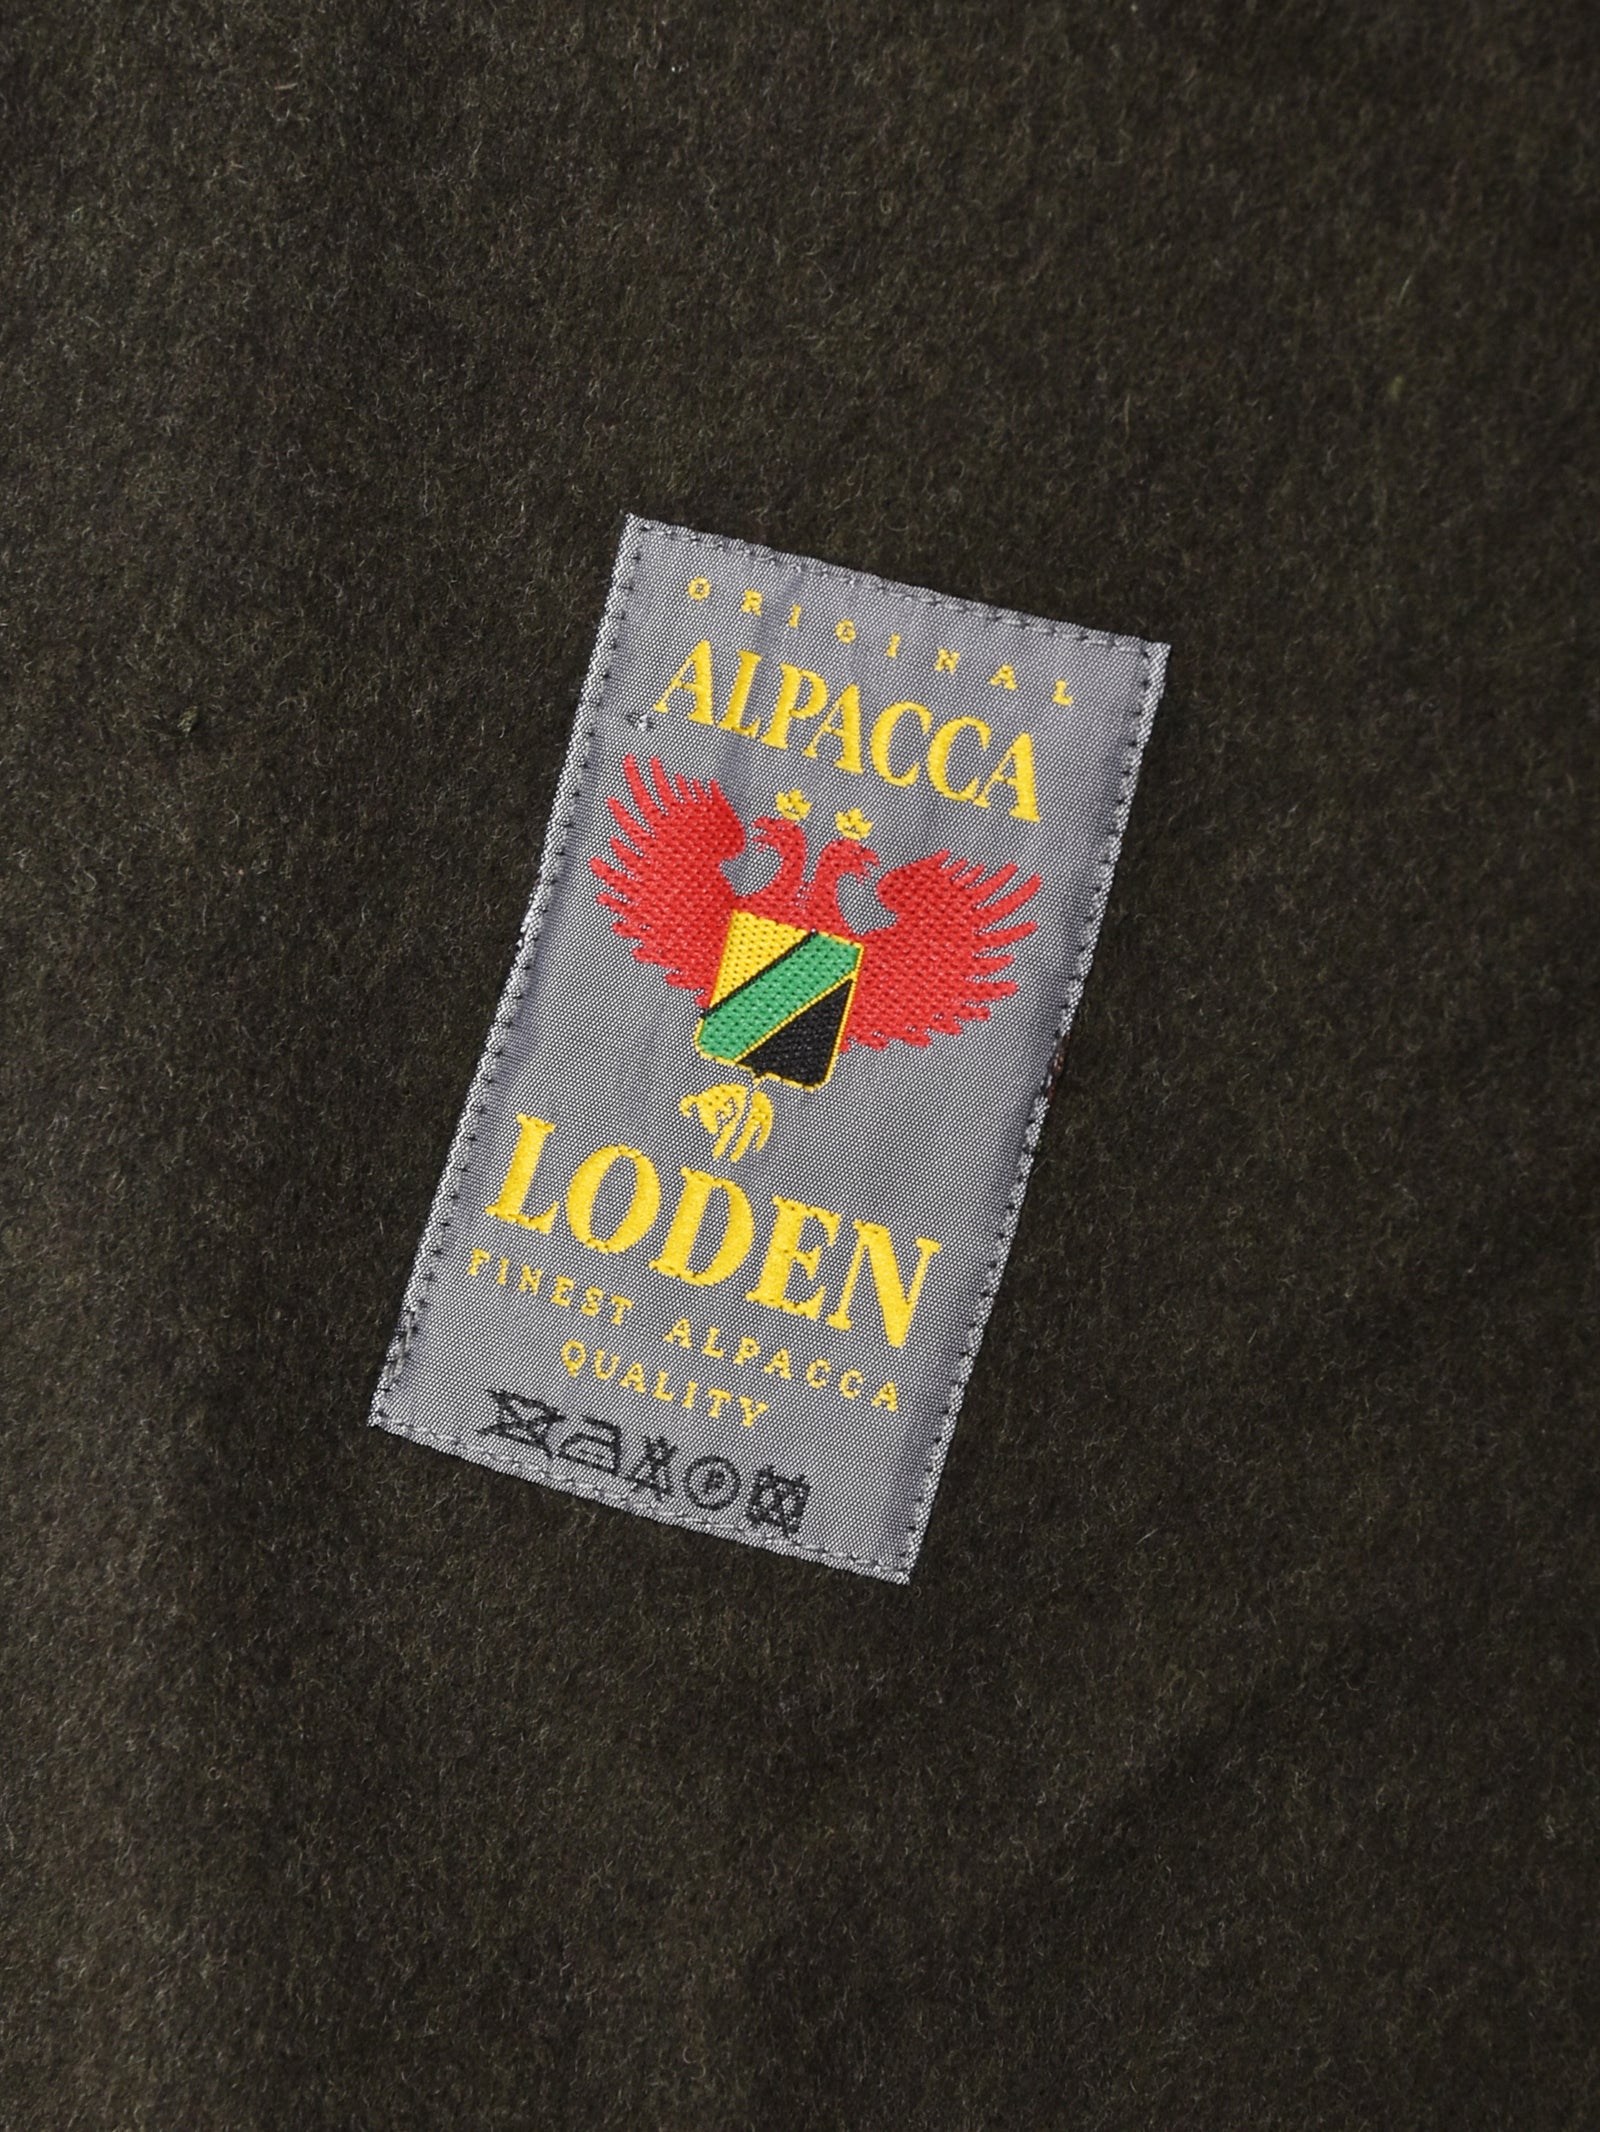 ORIGINAL
ALPACCA
LODEN
FINEST ALPACCA
QUALITY
P